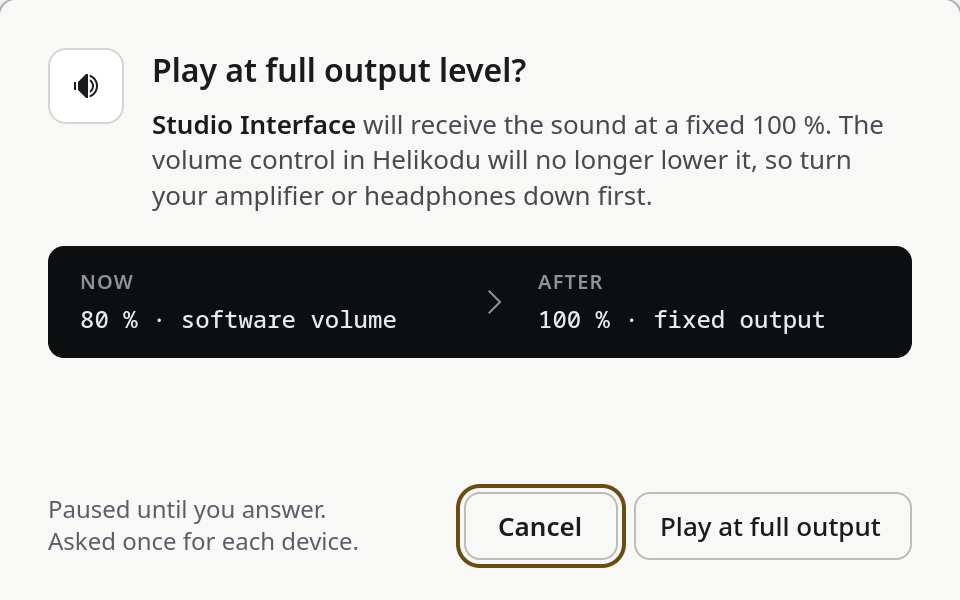 Play at full output level?
Studio Interface will receive the sound at a fixed 100 %. The
volume control in Helikodu will no longer lower it, so turn
your amplifier or headphones down first.
NOW
80 % · software volume
AFTER
100 % · fixed output
Paused until you answer.
Asked once for each device.
Cancel
Play at full output